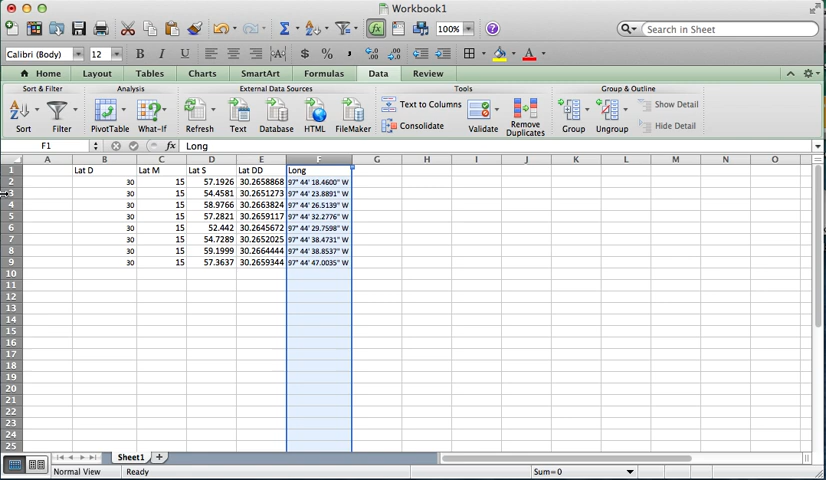 Workbook1
100%
Search in Sheet
Calibri (Body) 12 B I U A $ % A
Home Layout Tables Charts SmartArt Formulas Data Review
Sort & Filter Analysis External Data Sources Tools Group & Outline
Sort Filter PivotTable What-If Refresh Text Database HTML FileMaker Text to Columns Consolidate Validate Remove Duplicates Group Ungroup Show Detail Hide Detail
F1 fx Long
A B C D E F G H I J K L M N O
1 Lat D Lat M Lat S Lat DD Long
2 30 15 57.1926 30.2658868 97° 44' 18.4600" W
3 30 15 54.4581 30.2651273 97° 44' 23.8891" W
4 30 15 58.9766 30.2663824 97° 44' 26.5139" W
5 30 15 57.2821 30.2659117 97° 44' 32.2776" W
6 30 15 52.442 30.2645672 97° 44' 29.7598" W
7 30 15 54.7289 30.2652025 97° 44' 38.4731" W
8 30 15 59.1999 30.2664444 97° 44' 38.8537" W
9 30 15 57.3637 30.2659344 97° 44' 47.0035" W
10
11
12
13
14
15
16
17
18
19
20
21
22
23
24
25
Sheet1
Normal View Ready Sum=0